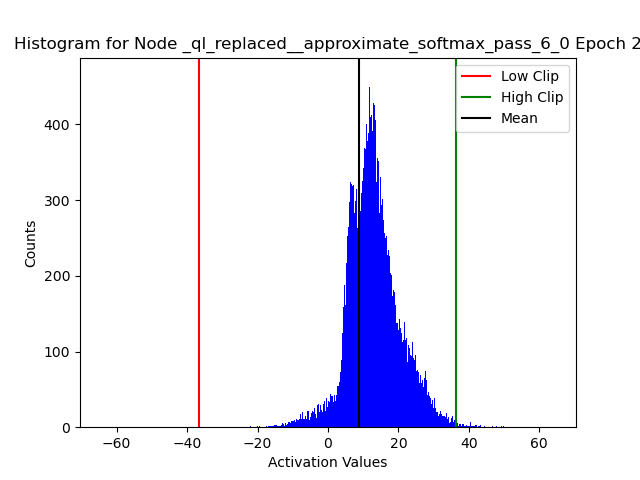 Histogram for Node _ql_replaced__approximate_softmax_pass_6_0 Epoch 2
Low Clip
High Clip
Mean
Counts
400
300
200
100
0
−60
−40
−20
0
20
40
60
Activation Values